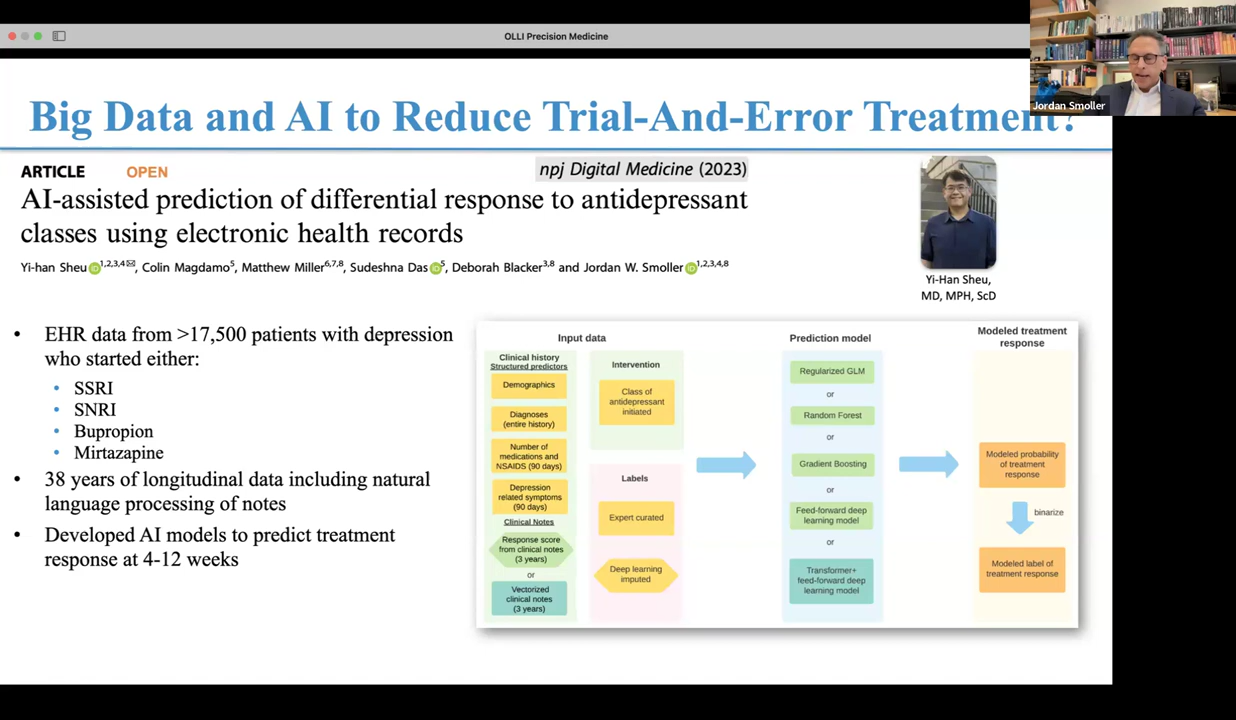 OLLI Precision Medicine
Jordan Smoller
Big Data and AI to Reduce Trial-And-Error Treatment?
ARTICLE OPEN
npj Digital Medicine (2023)
AI-assisted prediction of differential response to antidepressant
classes using electronic health records
Yi-han Sheu 1,2,3,4✉, Colin Magdamo5, Matthew Miller6,7,8, Sudeshna Das 5, Deborah Blacker3,8 and Jordan W. Smoller 1,2,3,4,8
Yi-Han Sheu,
MD, MPH, ScD
• EHR data from >17,500 patients with depression
who started either:
• SSRI
• SNRI
• Bupropion
• Mirtazapine
• 38 years of longitudinal data including natural
language processing of notes
• Developed AI models to predict treatment
response at 4-12 weeks
Input data
Clinical history
Structured predictors
Demographics
Diagnoses
(entire history)
Number of
medications and
NSAIDS (90 days)
Depression
related symptoms
(90 days)
Clinical Notes
Response score
from clinical notes
(3 years)
or
Vectorized
clinical notes
(3 years)
Intervention
Class of
antidepressant
initiated
Labels
Expert curated
Deep learning
imputed
Prediction model
Regularized GLM
or
Random Forest
or
Gradient Boosting
or
Feed-forward deep
learning model
or
Transformer+
feed-forward deep
learning model
Modeled treatment
response
Modeled probability
of treatment
response
binarize
Modeled label of
treatment response